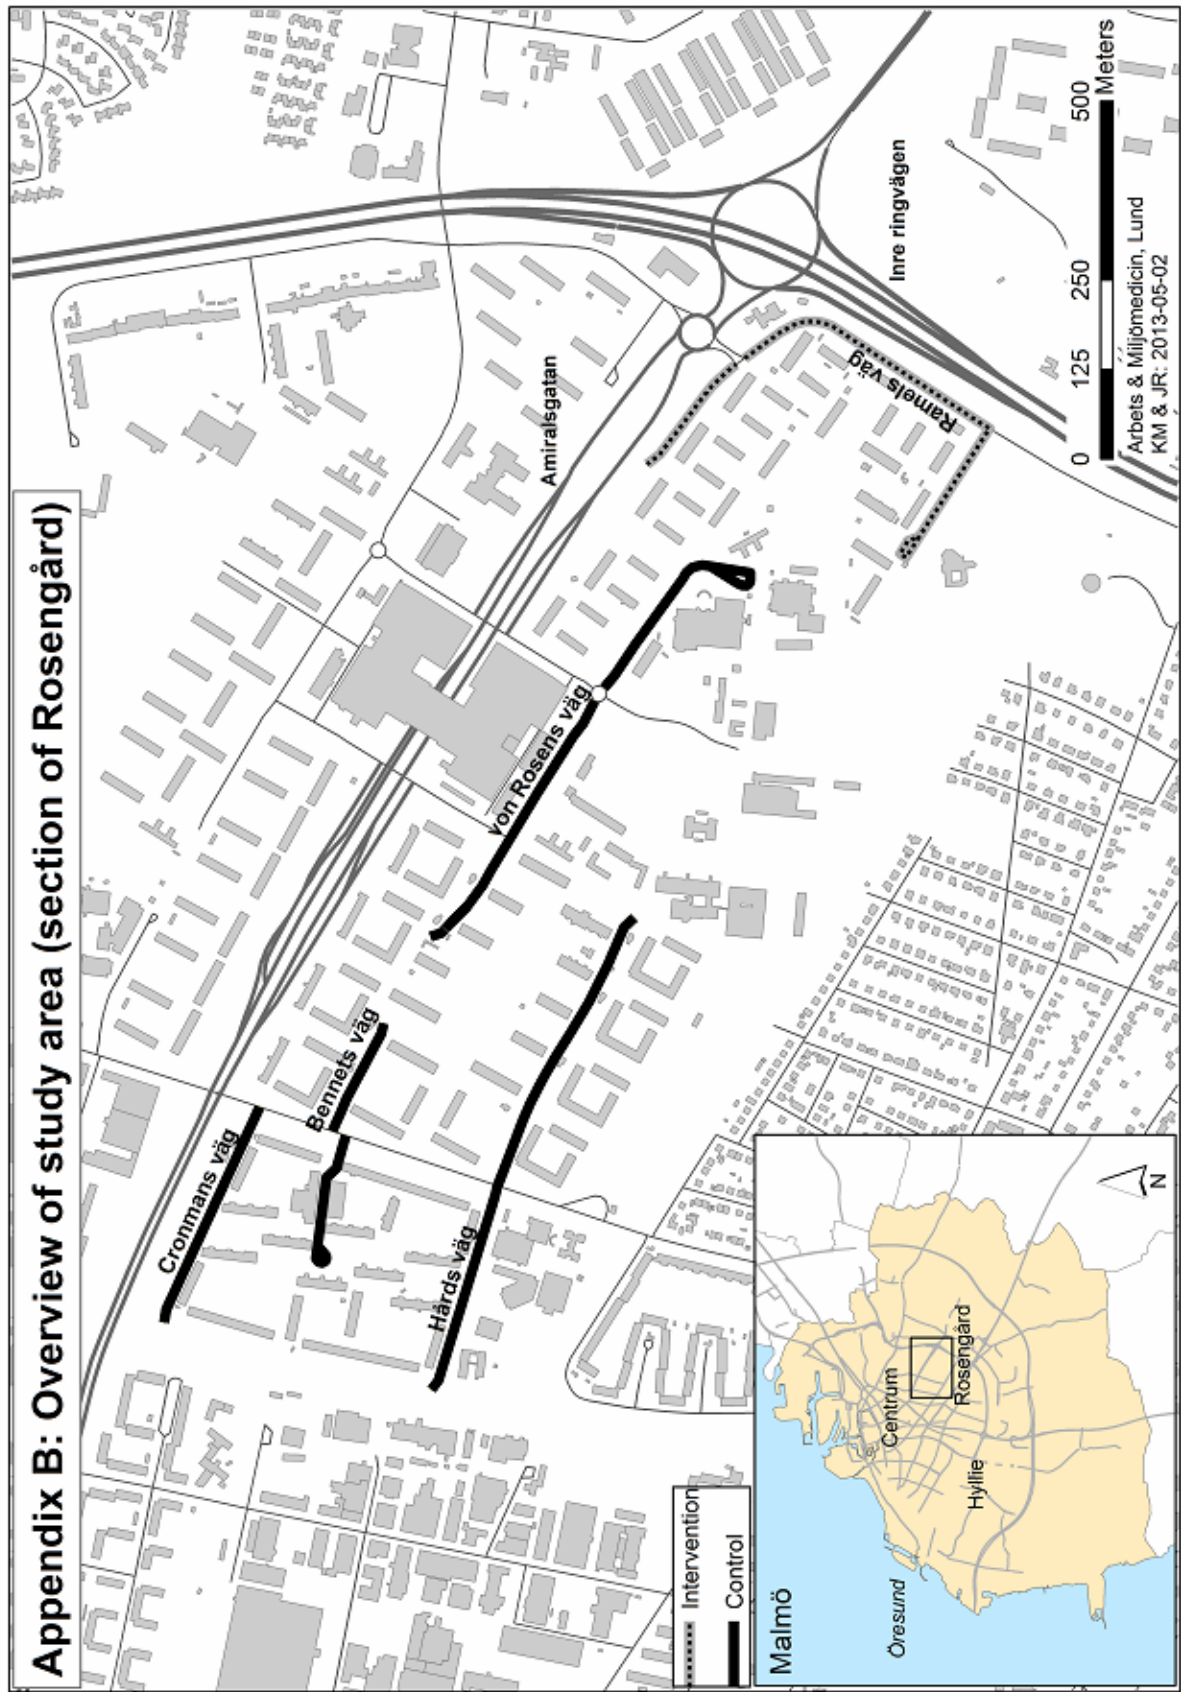 Appendix B: Overview of study area (section of Rosengård)
Amiralsgatan
Inre ringvägen
Ramels väg
von Rosens väg
Bennets väg
Cronmans väg
Hårds väg
Intervention
Control
Malmö
Öresund
Centrum
Rosengård
Hyllie
N
0 125 250 500
Meters
Arbets & Miljömedicin, Lund
KM & JR: 2013-05-02